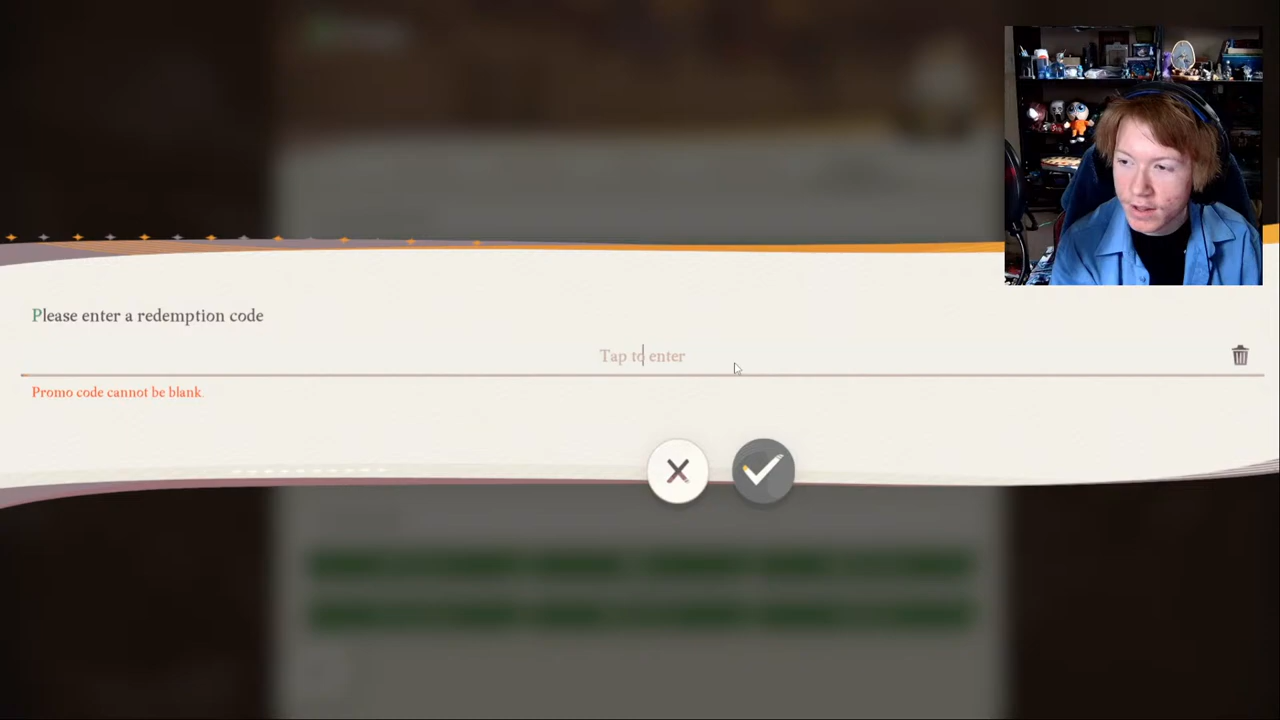 Please enter a redemption code
Tap to enter
Promo code cannot be blank.